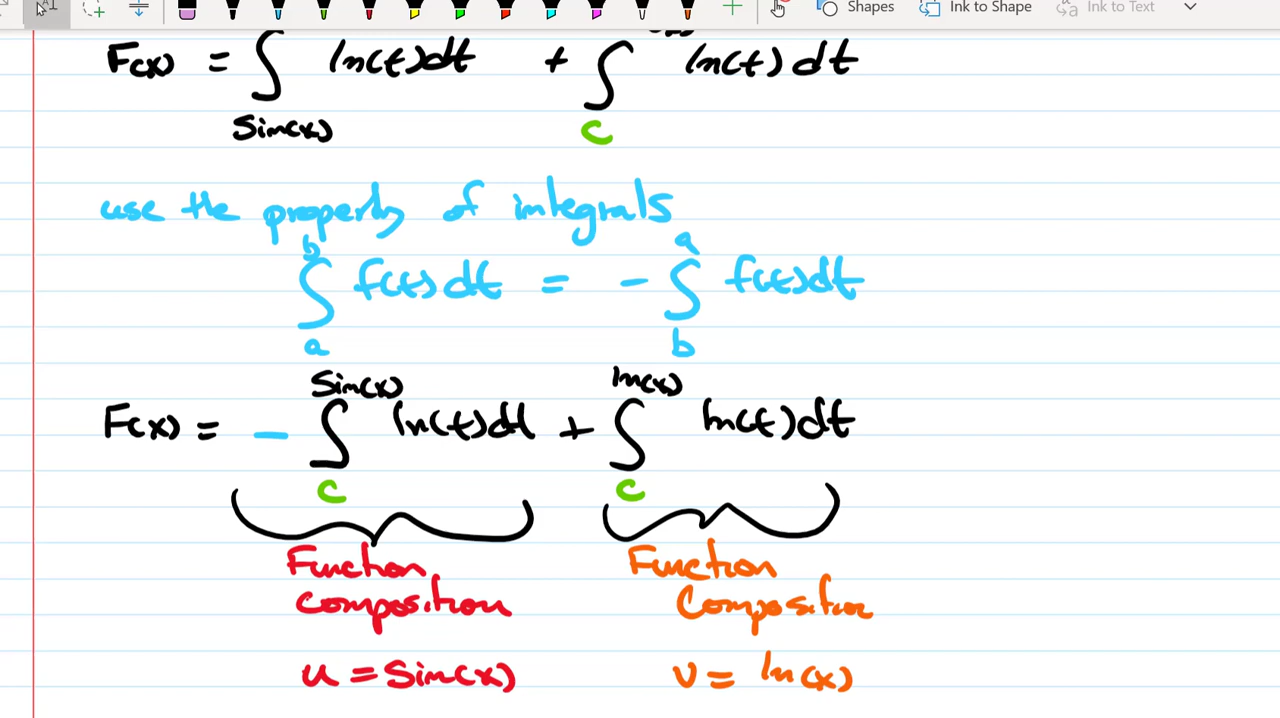 Shapes Ink to Shape Ink to Text
F(x) = ∫ ln(t)dt + ∫ ln(t)dt
sin(x) c
use the property of integrals
b a
∫ f(t)dt = - ∫ f(t)dt
a b
sin(x) ln(x)
F(x) = - ∫ ln(t)dt + ∫ ln(t)dt
c c
Function Function
composition Composition
u = sin(x) v = ln(x)